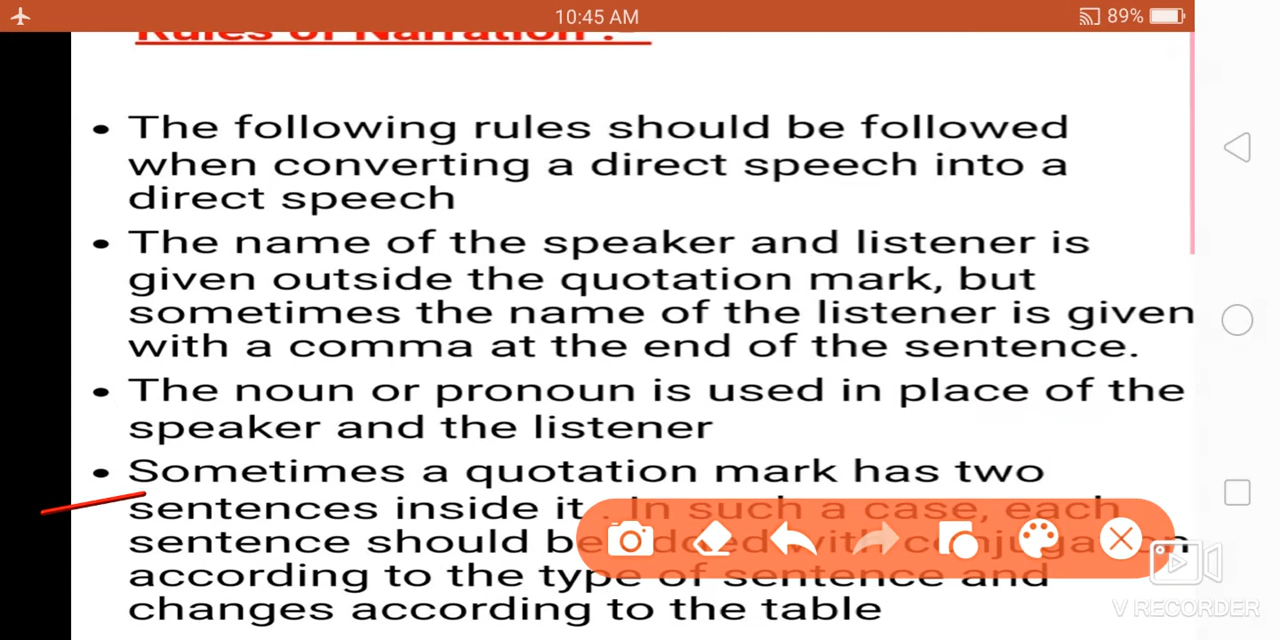 10:45 AM
89%
Rules of Narration :-
The following rules should be followed
when converting a direct speech into a
direct speech
The name of the speaker and listener is
given outside the quotation mark, but
sometimes the name of the listener is given
with a comma at the end of the sentence.
The noun or pronoun is used in place of the
speaker and the listener
Sometimes a quotation mark has two
sentences inside it . In such a case, each
sentence should be added with conjugation
according to the type of sentence and
changes according to the table
V RECORDER